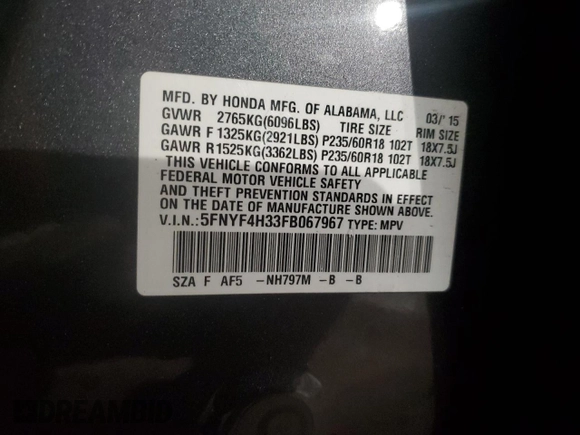 MFD. BY HONDA MFG. OF ALABAMA, LLC 03/'15
GVWR 2765KG(6096LBS) TIRE SIZE RIM SIZE
GAWR F 1325KG(2921LBS) P235/60R18 102T 18X7.5J
GAWR R1525KG(3362LBS) P235/60R18 102T 18X7.5J
THIS VEHICLE CONFORMS TO ALL APPLICABLE
FEDERAL MOTOR VEHICLE SAFETY
AND THEFT PREVENTION STANDARDS IN EFFECT
ON THE DATE OF MANUFACTURE SHOWN ABOVE.
V.I.N.:5FNYF4H33FB067967 TYPE: MPV
SZA F AF5 -NH797M -B -B
DREAMBID